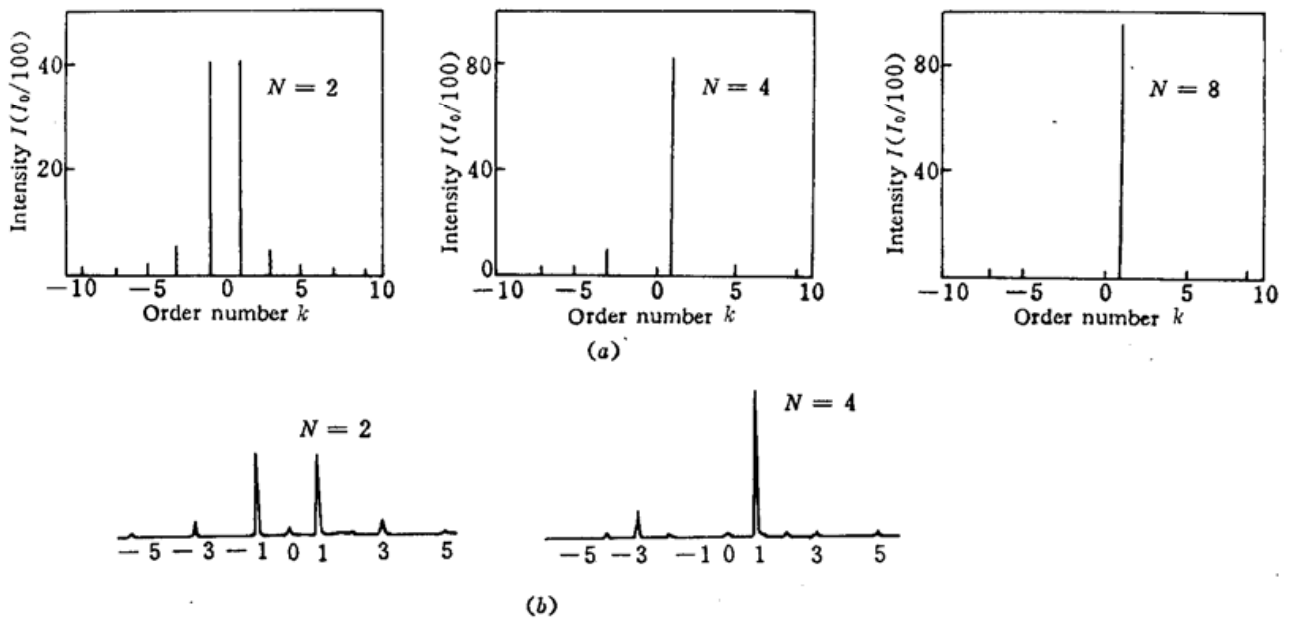 Intensity I(I₀/100)
40
20
N = 2
−10 −5 0 5 10
Order number k
Intensity I(I₀/100)
80
40
0
N = 4
−10 −5 0 5 10
Order number k
Intensity I(I₀/100)
80
40
N = 8
−10 −5 0 5 10
Order number k
(a)
N = 2
−5 −3 −1 0 1 3 5
N = 4
−5 −3 −1 0 1 3 5
(b)